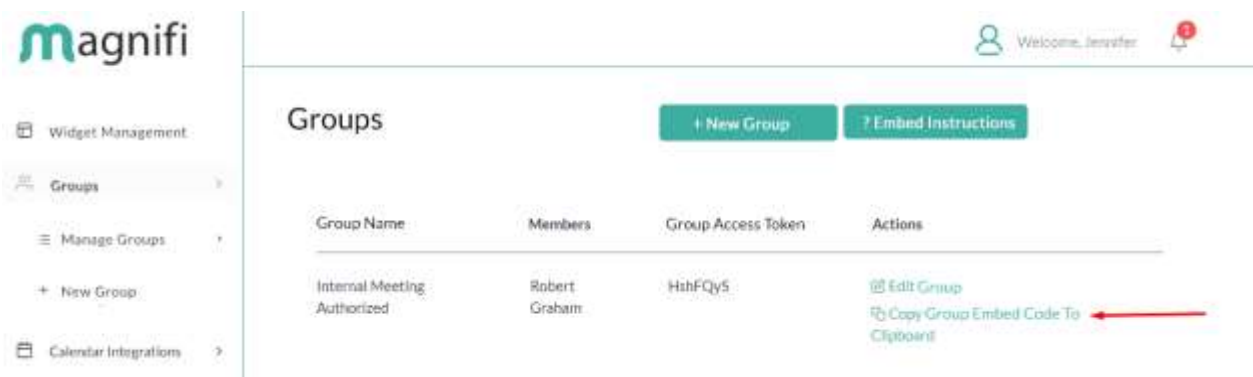 magnifi
Welcome, Jennifer
1
Widget Management
Groups
Manage Groups
+ New Group
Calendar Integrations
Groups
+ New Group
? Embed Instructions
Group Name Members Group Access Token Actions
Internal Meeting Robert HshFQyS Edit Group
Authorized Graham Copy Group Embed Code To
Clipboard